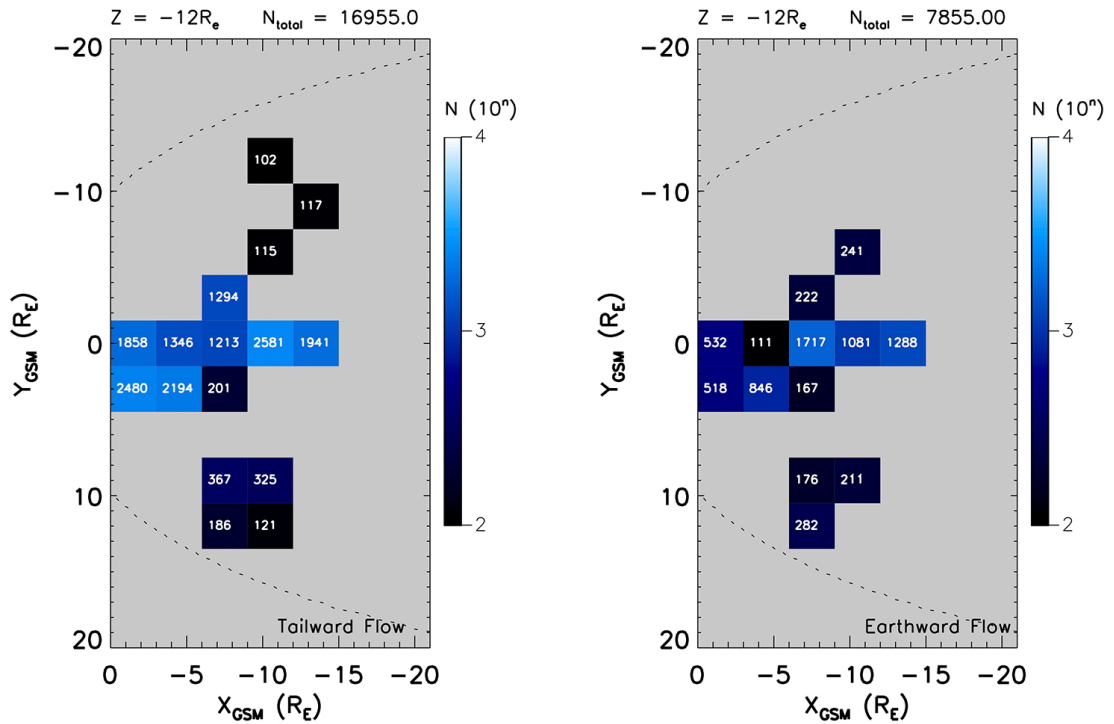 Z = -12Rₑ Nₜₒₜₐₗ = 16955.0
-20
-10
0
10
20
Y_GSM (R_E)
102
117
115
1294
1858 1346 1213 2581 1941
2480 2194 201
367 325
186 121
Tailward Flow
0 -5 -10 -15 -20
X_GSM (R_E)
N (10ⁿ)
4
3
2
Z = -12Rₑ Nₜₒₜₐₗ = 7855.00
-20
-10
0
10
20
Y_GSM (R_E)
241
222
532 111 1717 1081 1288
518 846 167
176 211
282
Earthward Flow
0 -5 -10 -15 -20
X_GSM (R_E)
N (10ⁿ)
4
3
2